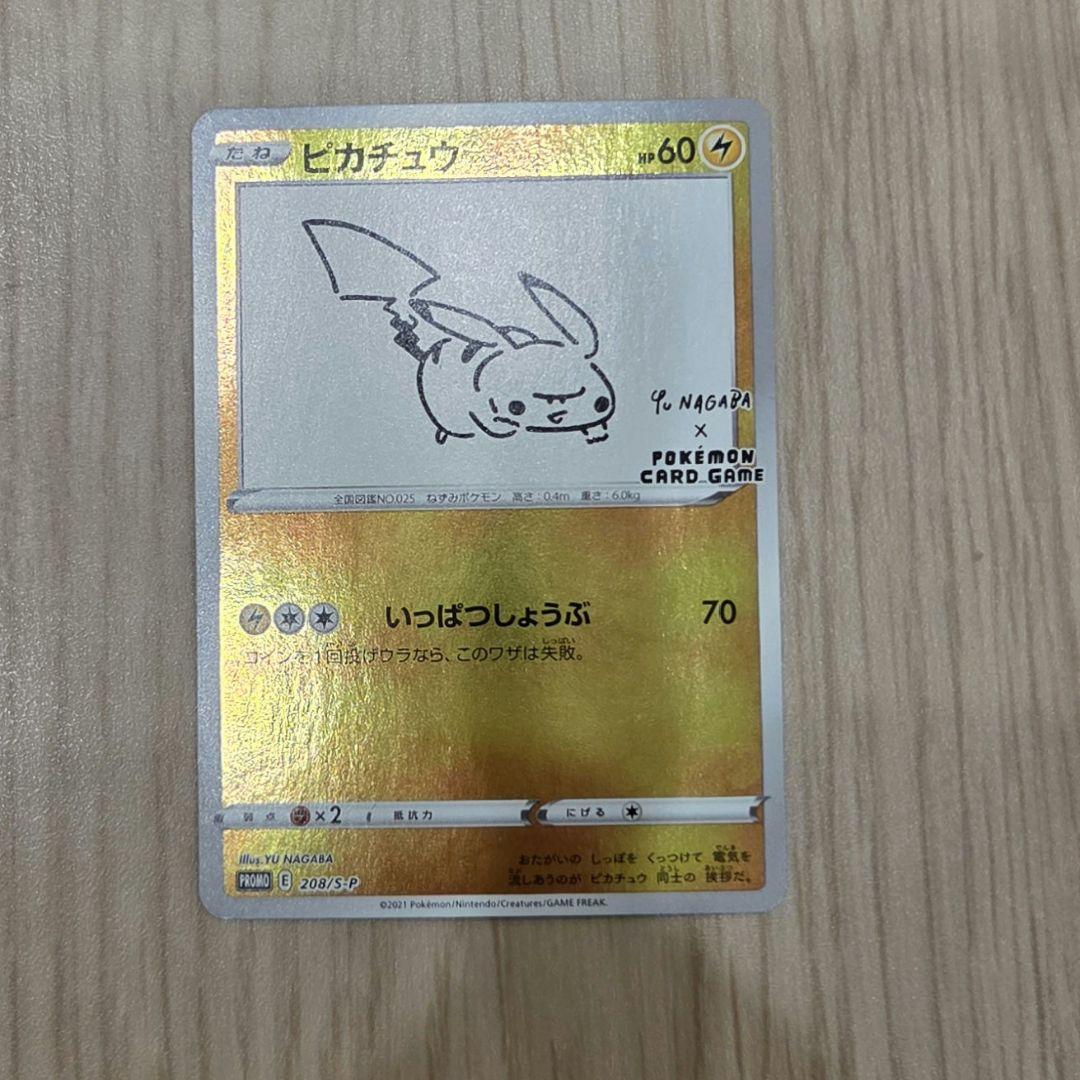 たね ピカチュウ HP60
Yu NAGABA
×
POKÉMON
CARD GAME
全国図鑑NO.025 ねずみポケモン 高さ:0.4m 重さ:6.0kg
いっぱつしょうぶ 70
コインを1回投げウラなら、このワザは失敗。
弱点 ×2 抵抗力 にげる
illus. YU NAGABA
おたがいの しっぽを くっつけて 電気を
流しあうのが ピカチュウ 同士の 挨拶だ。
PROMO E 208/S-P
©2021 Pokémon/Nintendo/Creatures/GAME FREAK.